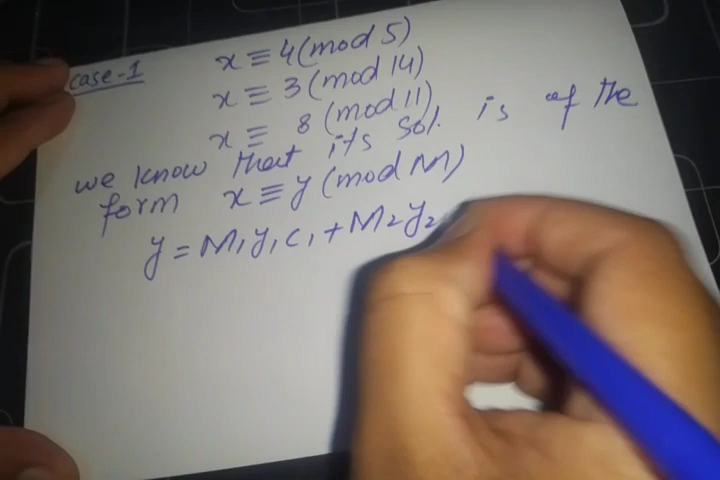 case-1
x ≡ 4 (mod 5)
x ≡ 3 (mod 14)
x ≡ 8 (mod 11)
we know that its sol. is of the
form x ≡ y (mod M)
y = M₁y₁c₁ + M₂y₂